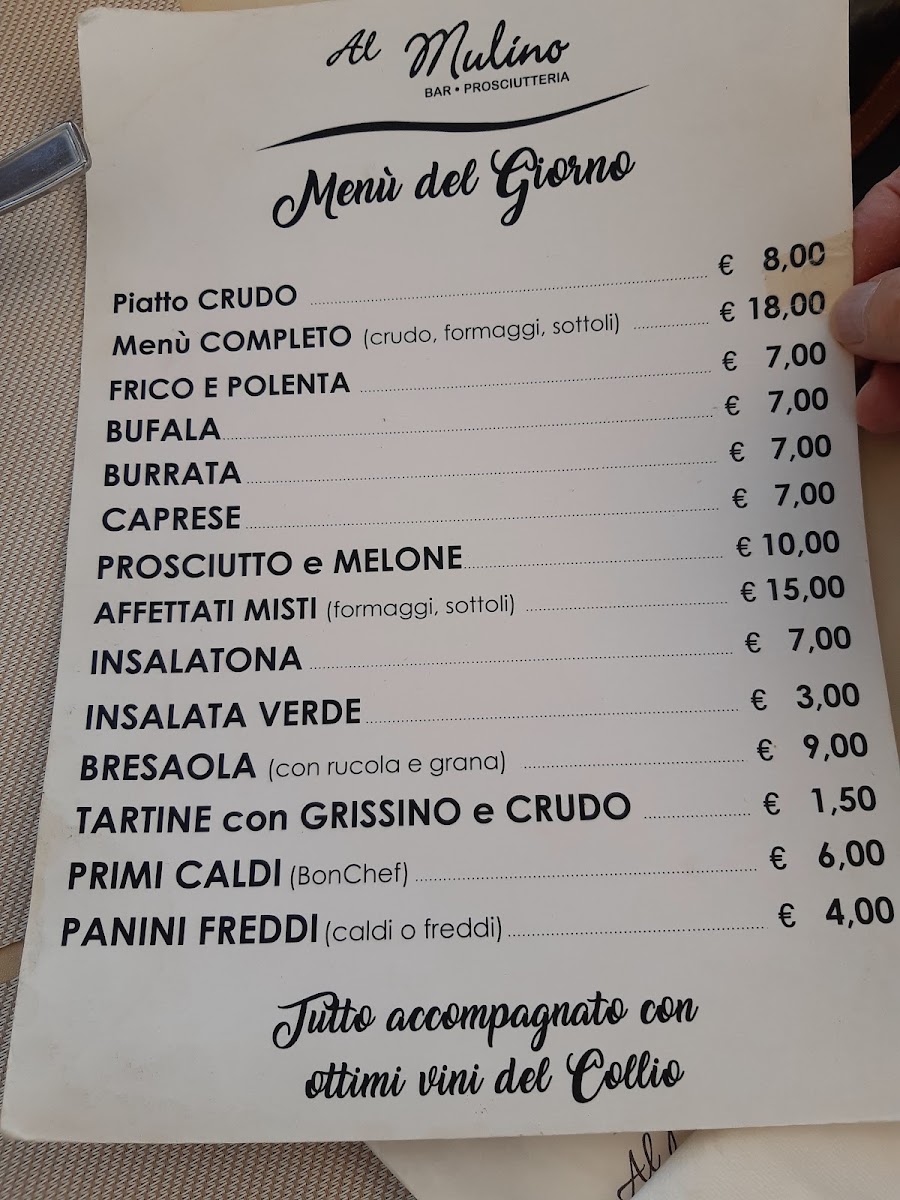 Al Mulino
BAR • PROSCIUTTERIA
Menù del Giorno
Piatto CRUDO € 8,00
Menù COMPLETO (crudo, formaggi, sottoli) € 18,00
FRICO E POLENTA € 7,00
BUFALA € 7,00
BURRATA € 7,00
CAPRESE € 7,00
PROSCIUTTO e MELONE € 10,00
AFFETTATI MISTI (formaggi, sottoli) € 15,00
INSALATONA € 7,00
INSALATA VERDE € 3,00
BRESAOLA (con rucola e grana) € 9,00
TARTINE con GRISSINO e CRUDO € 1,50
PRIMI CALDI (BonChef) € 6,00
PANINI FREDDI (caldi o freddi) € 4,00
Tutto accompagnato con
ottimi vini del Collio
Al